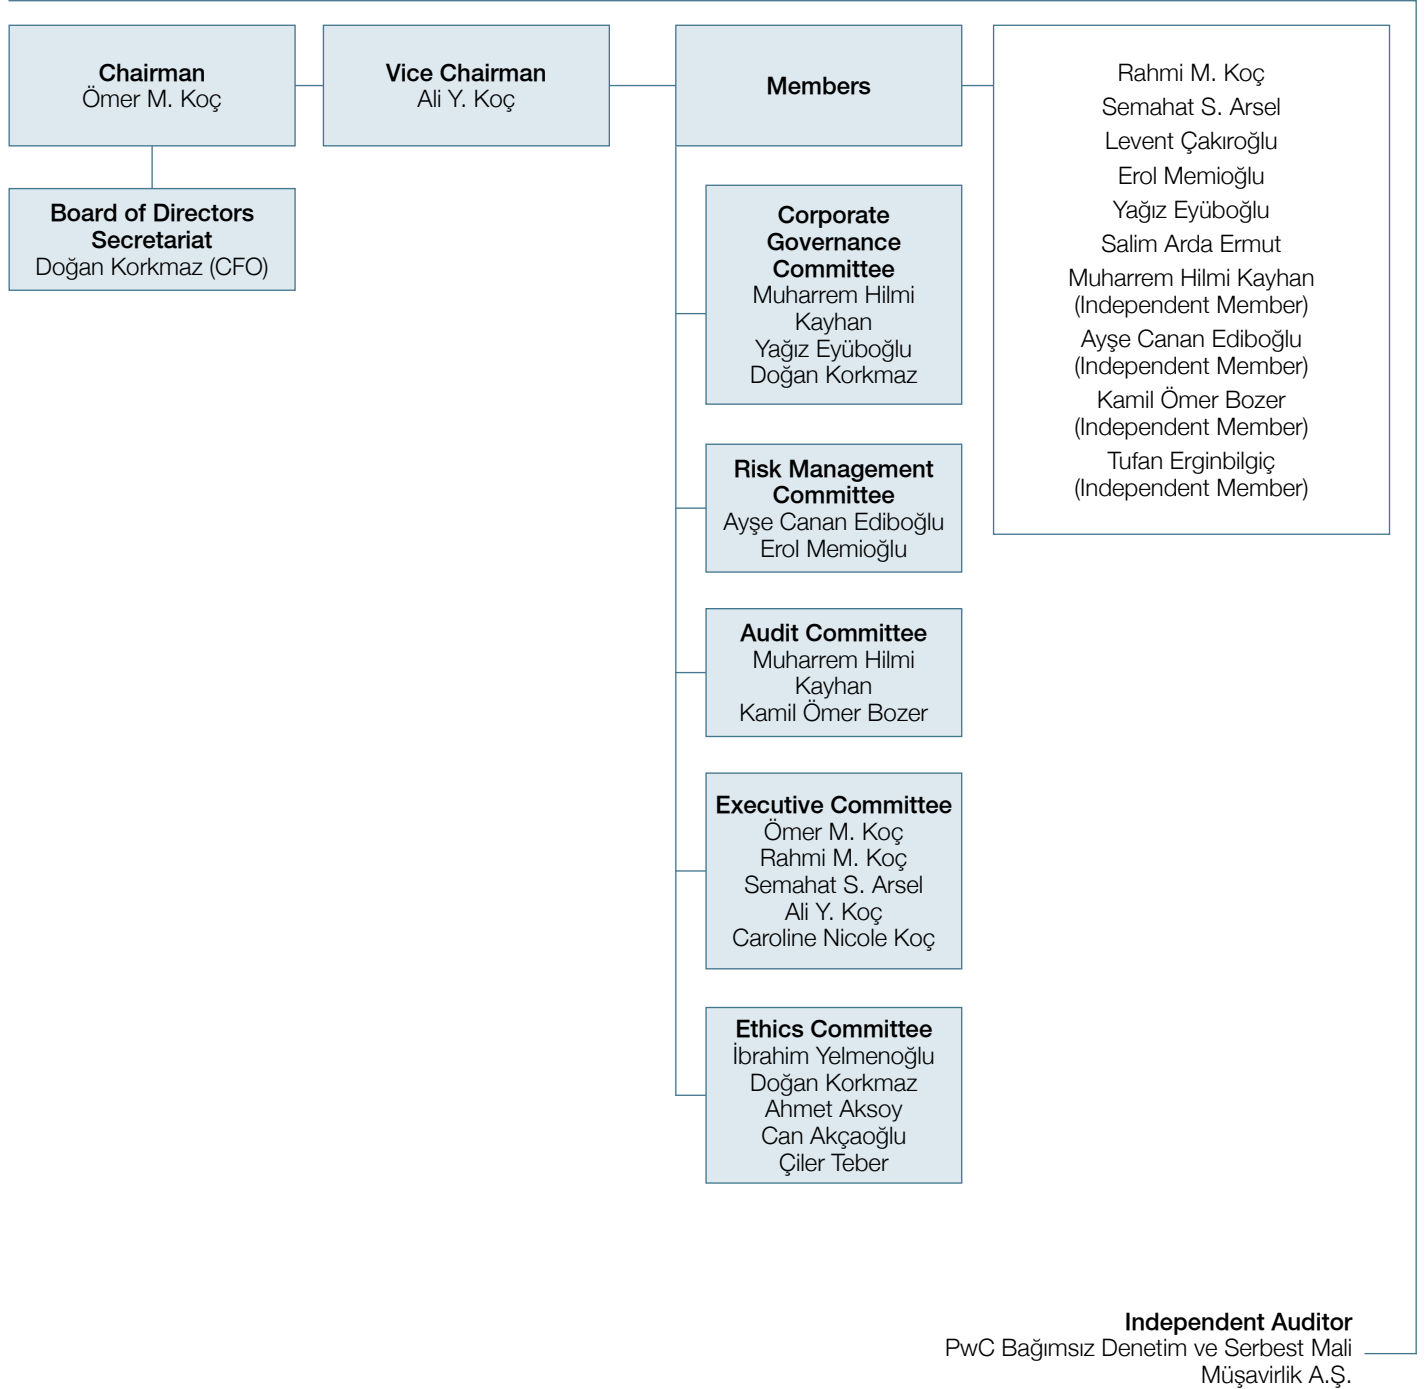 Chairman
Ömer M. Koç
Vice Chairman
Ali Y. Koç
Members
Rahmi M. Koç
Semahat S. Arsel
Levent Çakıroğlu
Erol Memioğlu
Yağız Eyüboğlu
Salim Arda Ermut
Muharrem Hilmi Kayhan
(Independent Member)
Ayşe Canan Ediboğlu
(Independent Member)
Kamil Ömer Bozer
(Independent Member)
Tufan Erginbilgiç
(Independent Member)
Board of Directors
Secretariat
Doğan Korkmaz (CFO)
Corporate
Governance
Committee
Muharrem Hilmi
Kayhan
Yağız Eyüboğlu
Doğan Korkmaz
Risk Management
Committee
Ayşe Canan Ediboğlu
Erol Memioğlu
Audit Committee
Muharrem Hilmi
Kayhan
Kamil Ömer Bozer
Executive Committee
Ömer M. Koç
Rahmi M. Koç
Semahat S. Arsel
Ali Y. Koç
Caroline Nicole Koç
Ethics Committee
İbrahim Yelmenoğlu
Doğan Korkmaz
Ahmet Aksoy
Can Akçaoğlu
Çiler Teber
Independent Auditor
PwC Bağımsız Denetim ve Serbest Mali
Müşavirlik A.Ş.